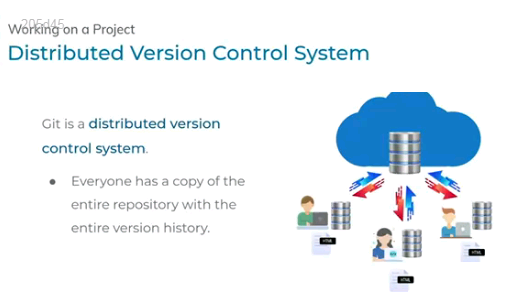 205d45
Working on a Project
Distributed Version Control System
Git is a distributed version
control system.
● Everyone has a copy of the
entire repository with the
entire version history.
HTML
HTML
HTML